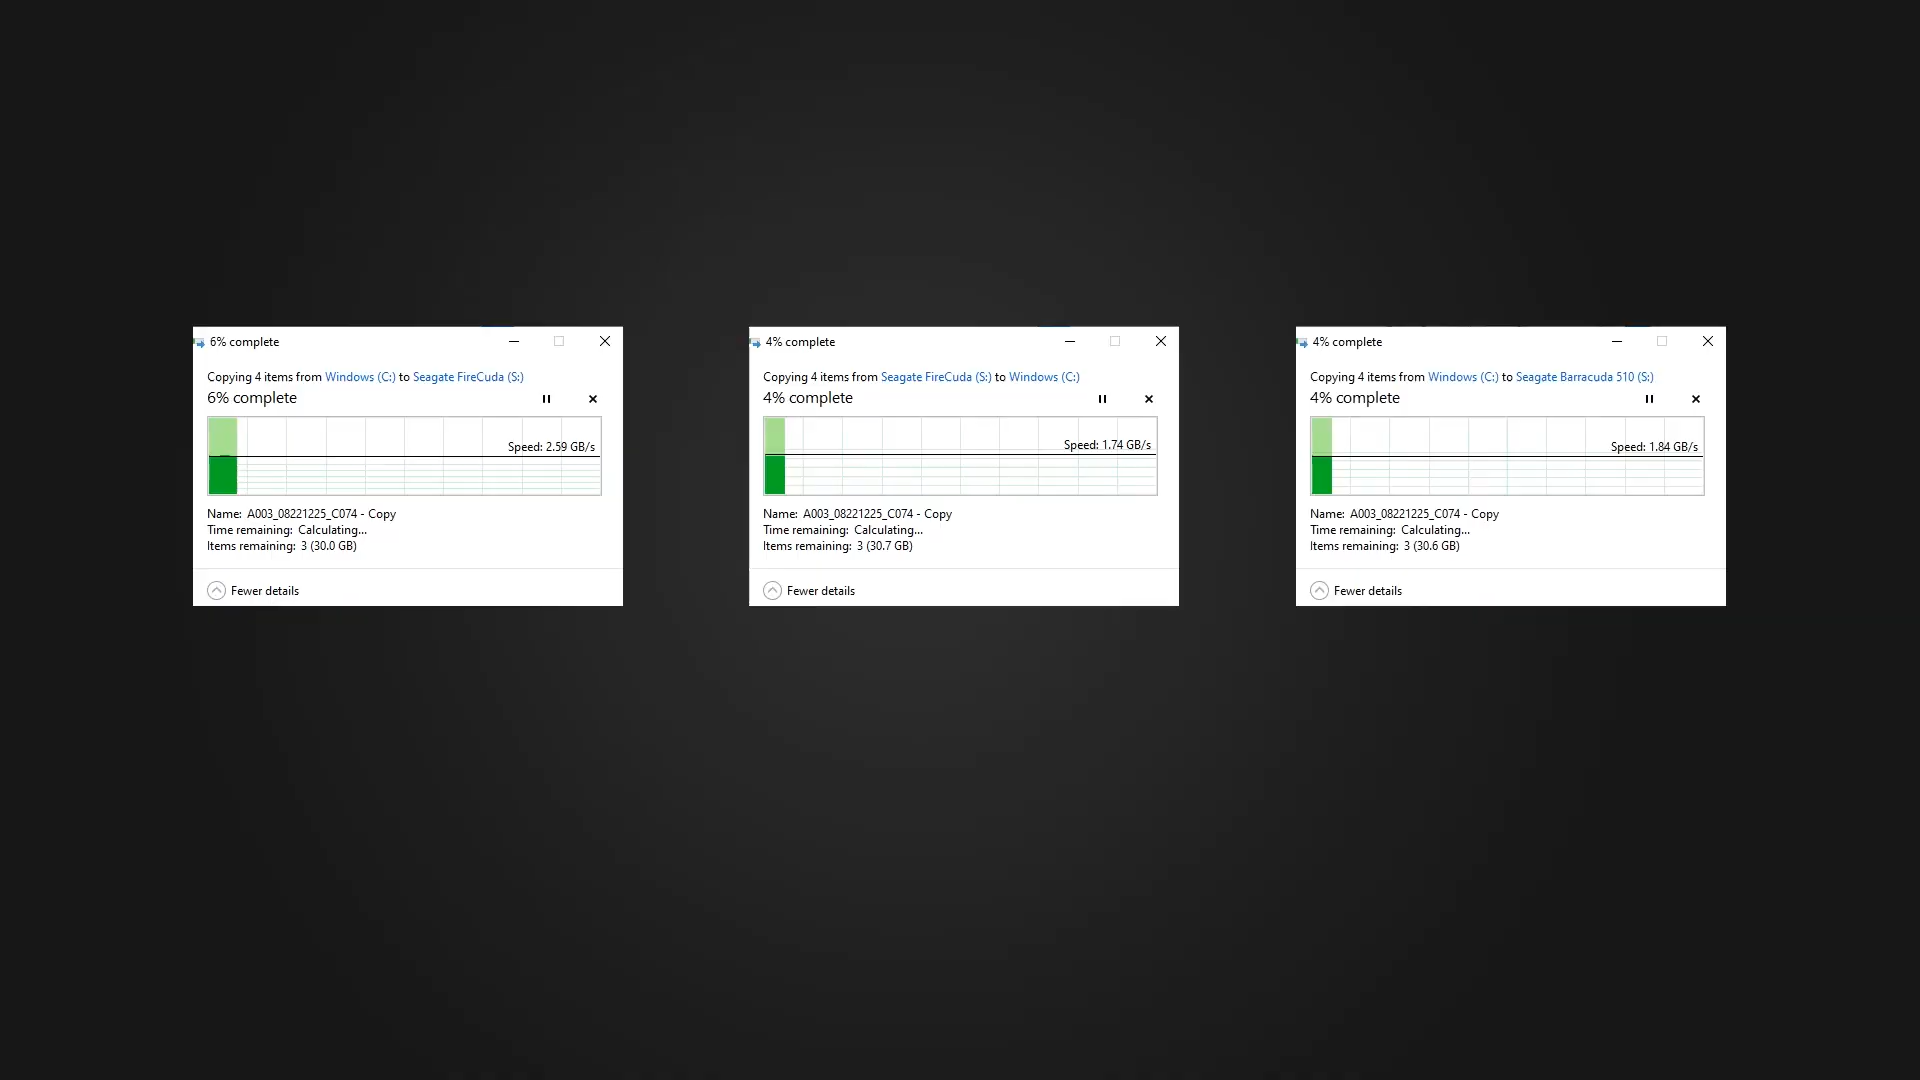 6% complete
Copying 4 items from Windows (C:) to Seagate FireCuda (S:)
6% complete
Speed: 2.59 GB/s
Name: A003_08221225_C074 - Copy
Time remaining: Calculating...
Items remaining: 3 (30.0 GB)
Fewer details
4% complete
Copying 4 items from Seagate FireCuda (S:) to Windows (C:)
4% complete
Speed: 1.74 GB/s
Name: A003_08221225_C074 - Copy
Time remaining: Calculating...
Items remaining: 3 (30.7 GB)
Fewer details
4% complete
Copying 4 items from Windows (C:) to Seagate Barracuda 510 (S:)
4% complete
Speed: 1.84 GB/s
Name: A003_08221225_C074 - Copy
Time remaining: Calculating...
Items remaining: 3 (30.6 GB)
Fewer details